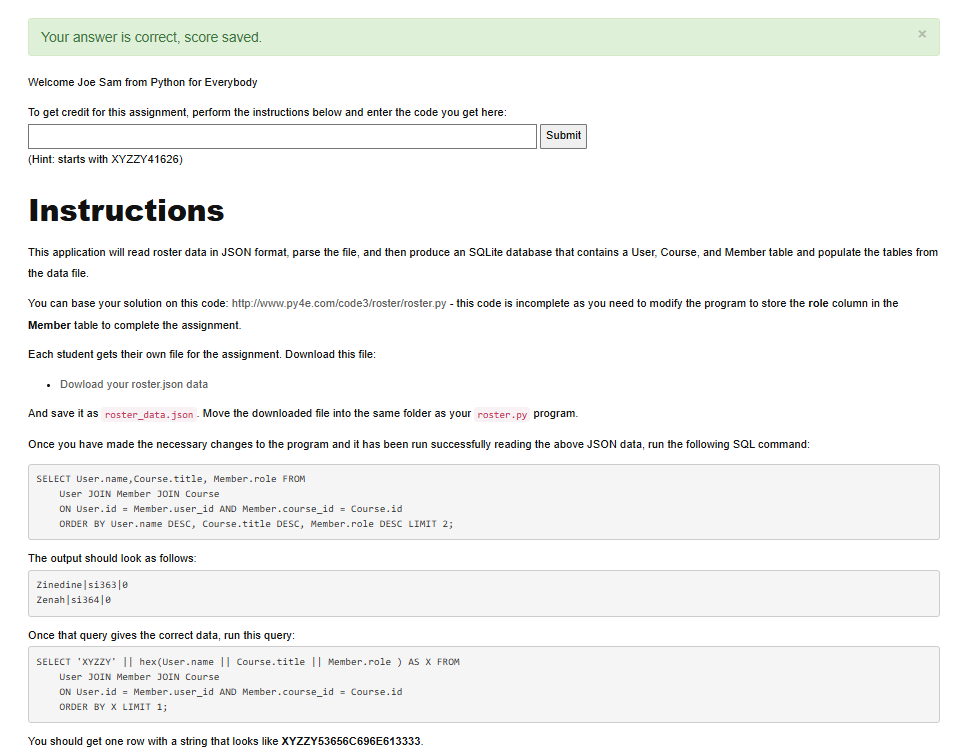 Your answer is correct, score saved.
×
Welcome Joe Sam from Python for Everybody
To get credit for this assignment, perform the instructions below and enter the code you get here:
Submit
(Hint: starts with XYZZY41626)
Instructions
This application will read roster data in JSON format, parse the file, and then produce an SQLite database that contains a User, Course, and Member table and populate the tables from
the data file.
You can base your solution on this code: http://www.py4e.com/code3/roster/roster.py - this code is incomplete as you need to modify the program to store the role column in the
Member table to complete the assignment.
Each student gets their own file for the assignment. Download this file:
• Dowload your roster.json data
And save it as roster_data.json . Move the downloaded file into the same folder as your roster.py program.
Once you have made the necessary changes to the program and it has been run successfully reading the above JSON data, run the following SQL command:
SELECT User.name,Course.title, Member.role FROM
User JOIN Member JOIN Course
ON User.id = Member.user_id AND Member.course_id = Course.id
ORDER BY User.name DESC, Course.title DESC, Member.role DESC LIMIT 2;
The output should look as follows:
Zinedine|si363|0
Zenah|si364|0
Once that query gives the correct data, run this query:
SELECT 'XYZZY' || hex(User.name || Course.title || Member.role ) AS X FROM
User JOIN Member JOIN Course
ON User.id = Member.user_id AND Member.course_id = Course.id
ORDER BY X LIMIT 1;
You should get one row with a string that looks like XYZZY53656C696E613333.